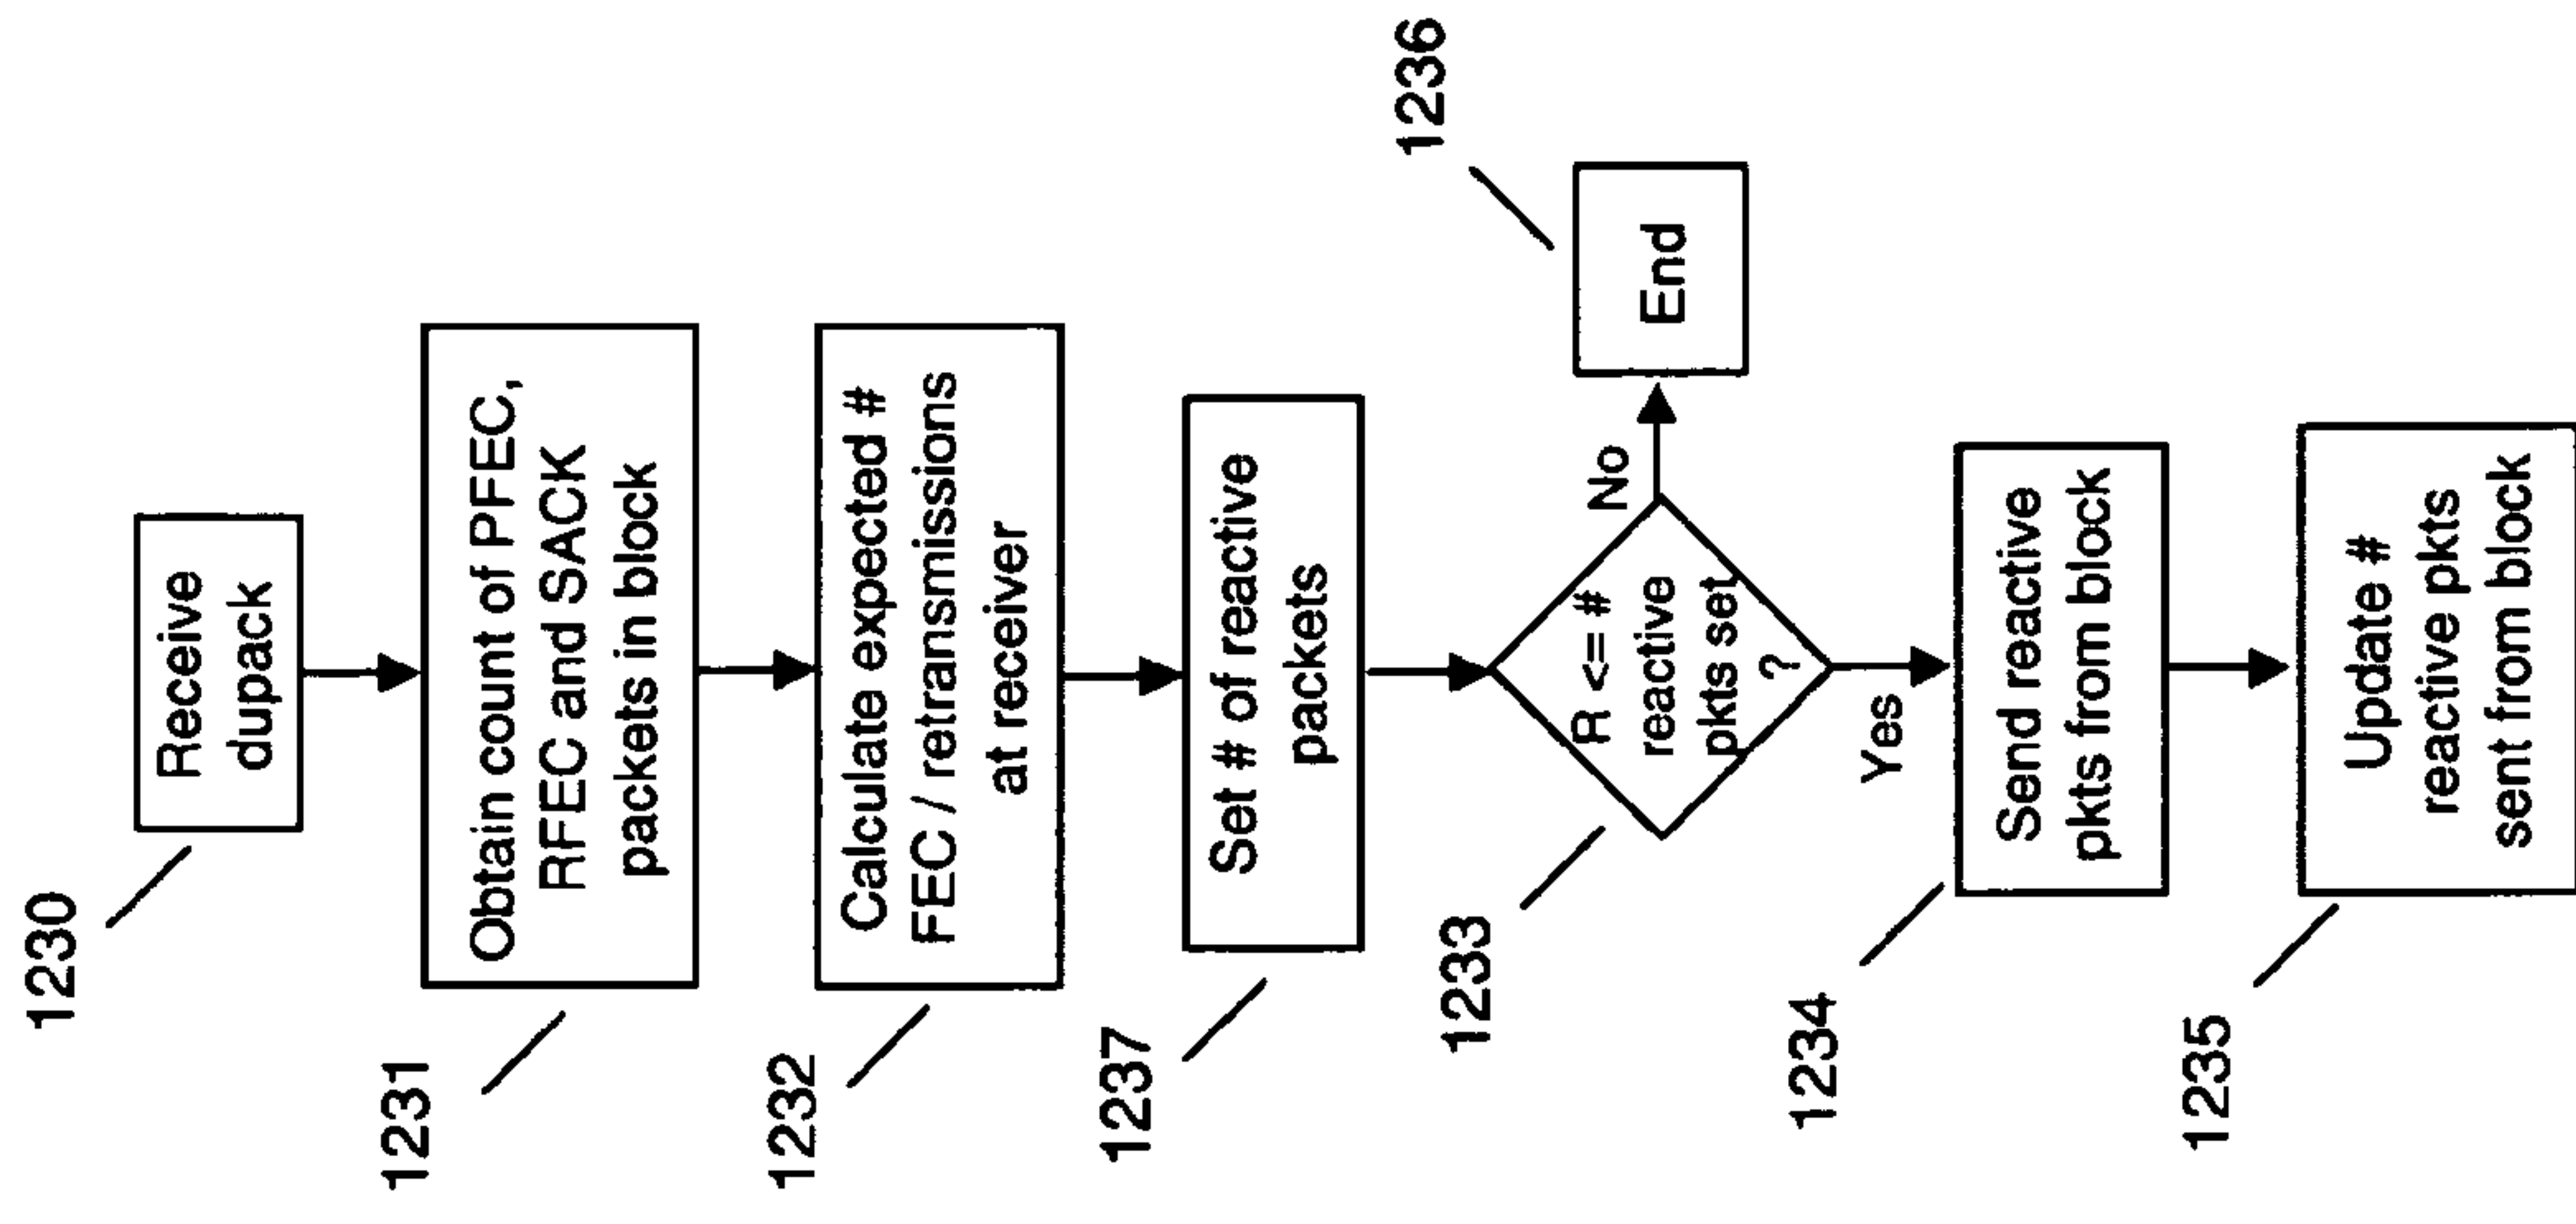 1230
Receive
dupack
1231
Obtain count of PFEC,
RFEC and SACK
packets in block
1232
Calculate expected #
FEC / retransmissions
at receiver
1237
Set # of reactive
packets
1233
R <= #
reactive
pkts set
?
No
1236
End
Yes
1234
Send reactive
pkts from block
1235
Update #
reactive pkts
sent from block